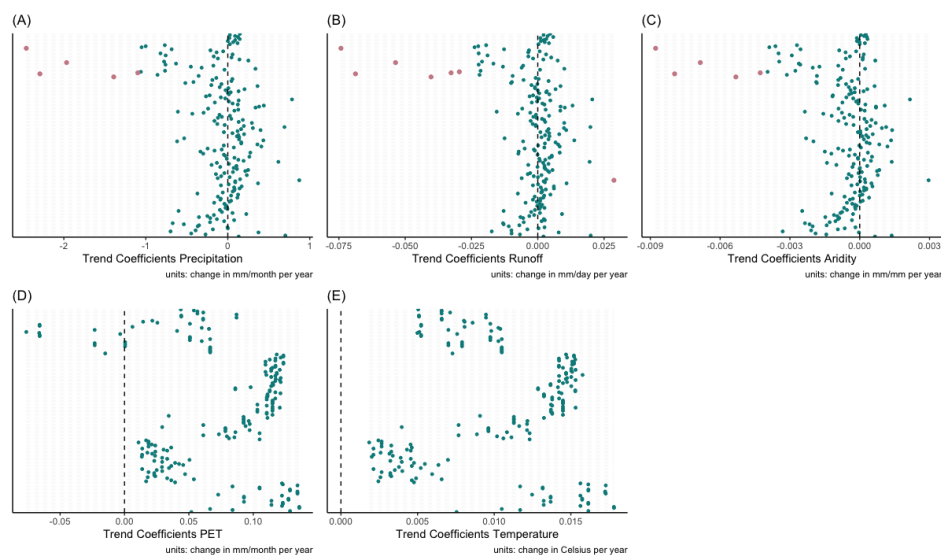 (A)
(B)
(C)
-2
-1
0
1
-0.075
-0.050
-0.025
0.000
0.025
-0.009
-0.006
-0.003
0.000
0.003
Trend Coefficients Precipitation
Trend Coefficients Runoff
Trend Coefficients Aridity
units: change in mm/month per year
units: change in mm/day per year
units: change in mm/mm per year
(D)
(E)
-0.05
0.00
0.05
0.10
0.000
0.005
0.010
0.015
Trend Coefficients PET
Trend Coefficients Temperature
units: change in mm/month per year
units: change in Celsius per year